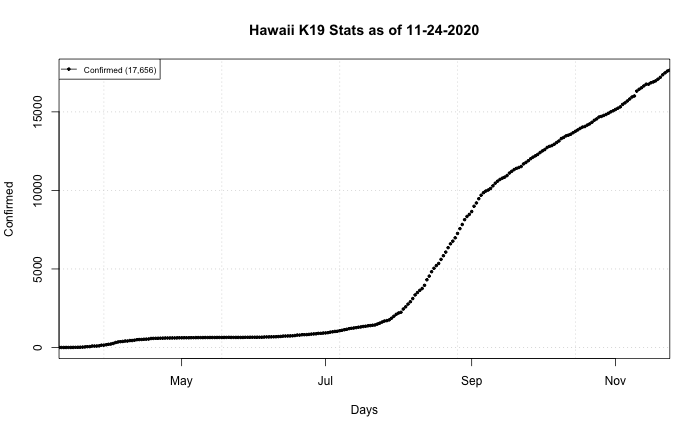 Hawaii K19 Stats as of 11-24-2020
Confirmed (17,656)
15000
10000
5000
0
Confirmed
May Jul Sep Nov
Days